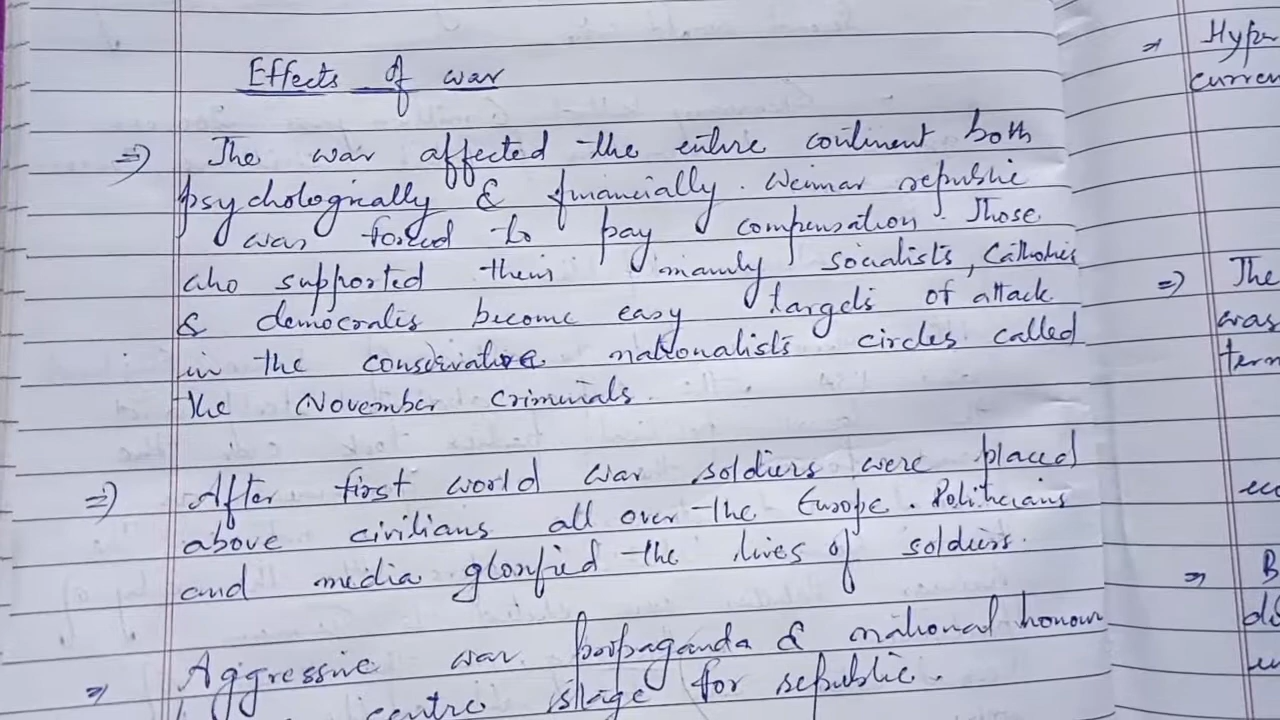 Effects of war
⇒ The war affected the entire continent both
psychologically & financially. Weimar republic
was forced to pay compensation. Those
who supported them mainly socialists, Catholics
& democratis become easy targets of attack
in the conservative nationalists circles called
the November criminals.
⇒ After first world war soldiers were placed
above civilians all over the Europe. Politicians
and media glorified the lives of soldiers.
⇒ Aggressive war propaganda & national honour
centre stage for republic.
⇒ Hyper
curren
⇒ The
was
term
eco
⇒ B